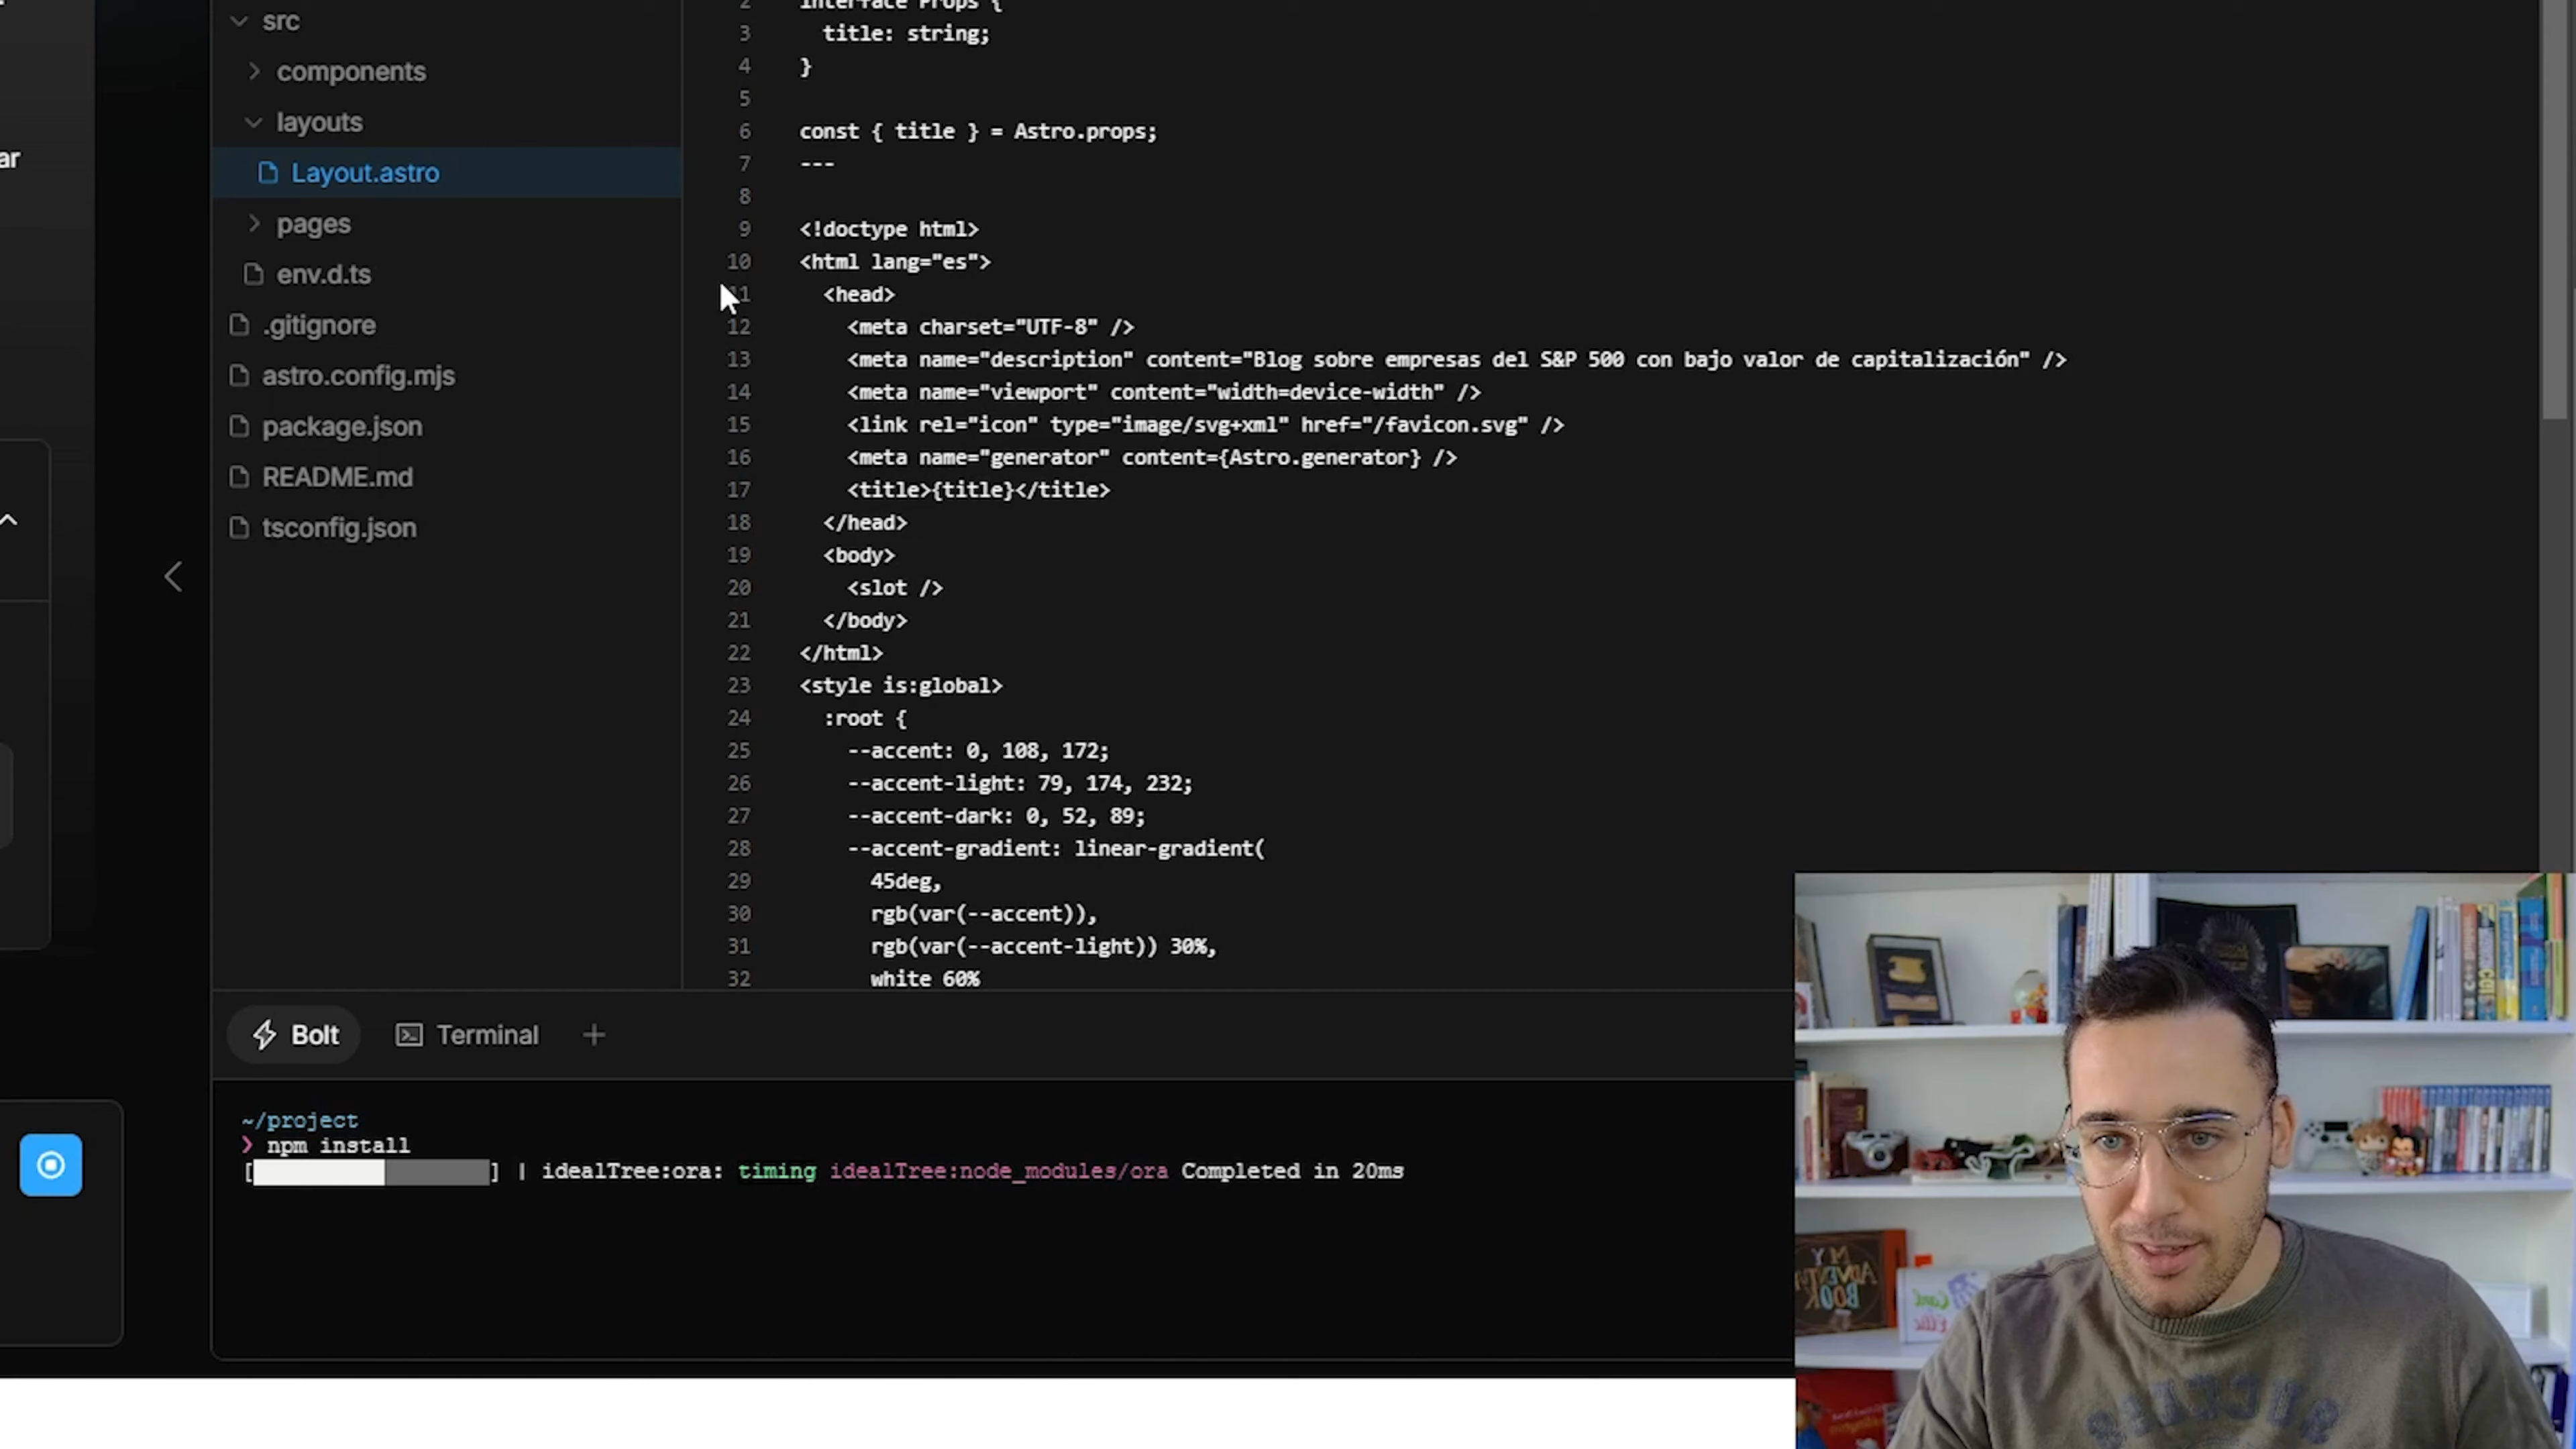 ar
src
components
layouts
Layout.astro
pages
env.d.ts
.gitignore
astro.config.mjs
package.json
README.md
tsconfig.json
2 interface Props {
3 title: string;
4 }
5
6 const { title } = Astro.props;
7 ---
8
9 <!doctype html>
10 <html lang="es">
11 <head>
12 <meta charset="UTF-8" />
13 <meta name="description" content="Blog sobre empresas del S&P 500 con bajo valor de capitalización" />
14 <meta name="viewport" content="width=device-width" />
15 <link rel="icon" type="image/svg+xml" href="/favicon.svg" />
16 <meta name="generator" content={Astro.generator} />
17 <title>{title}</title>
18 </head>
19 <body>
20 <slot />
21 </body>
22 </html>
23 <style is:global>
24 :root {
25 --accent: 0, 108, 172;
26 --accent-light: 79, 174, 232;
27 --accent-dark: 0, 52, 89;
28 --accent-gradient: linear-gradient(
29 45deg,
30 rgb(var(--accent)),
31 rgb(var(--accent-light)) 30%,
32 white 60%
Bolt Terminal +
~/project
❯ npm install
[ ] | idealTree:ora: timing idealTree:node_modules/ora Completed in 20ms
MY
ADVENTURE
BOOK